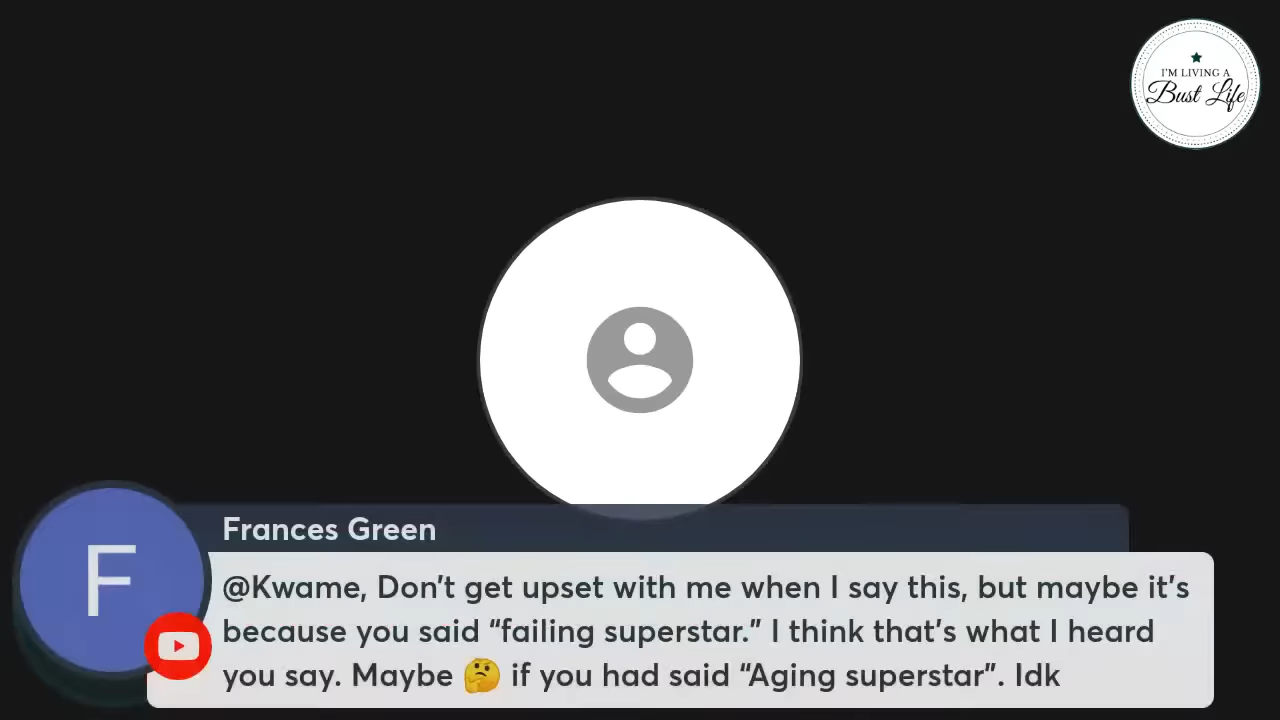 I'M LIVING A
Bust Life
F
Frances Green
@Kwame, Don't get upset with me when I say this, but maybe it's
because you said “failing superstar.” I think that's what I heard
you say. Maybe 🤔 if you had said “Aging superstar”. Idk